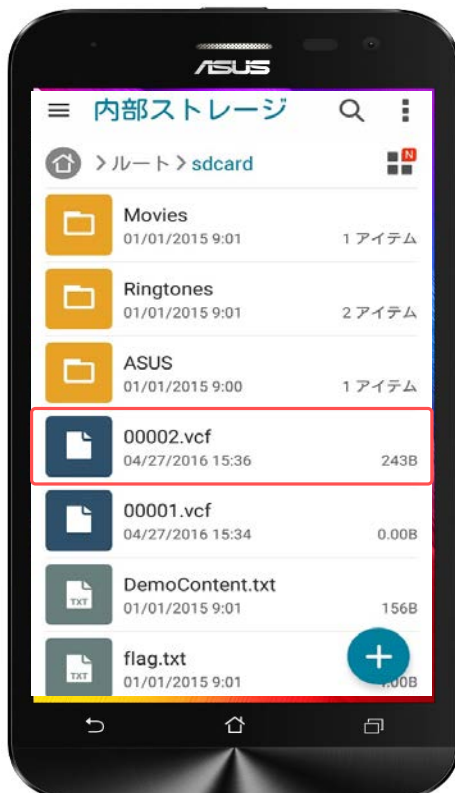 ASUS
内部ストレージ
>ルート>sdcard
N
Movies
01/01/2015 9:01
1 アイテム
Ringtones
01/01/2015 9:01
2 アイテム
ASUS
01/01/2015 9:00
1 アイテム
00002.vcf
04/27/2016 15:36
243B
00001.vcf
04/27/2016 15:34
0.00B
DemoContent.txt
01/01/2015 9:01
156B
TXT
flag.txt
01/01/2015 9:01
TXT